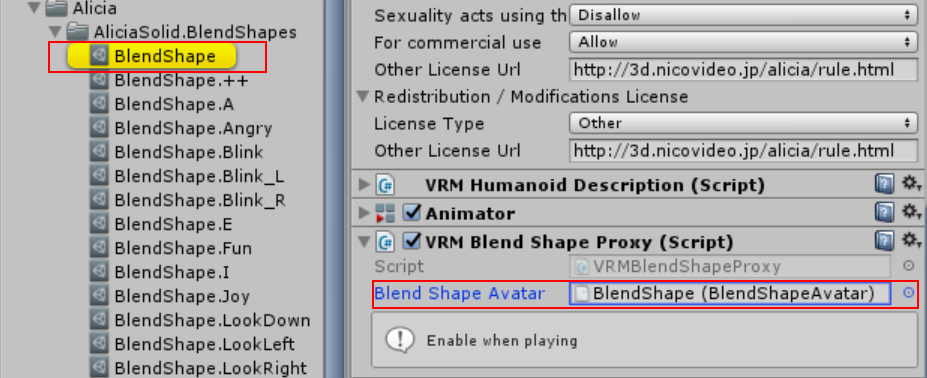 Alicia
AliciaSolid.BlendShapes
BlendShape
BlendShape.++
BlendShape.A
BlendShape.Angry
BlendShape.Blink
BlendShape.Blink_L
BlendShape.Blink_R
BlendShape.E
BlendShape.Fun
BlendShape.I
BlendShape.Joy
BlendShape.LookDown
BlendShape.LookLeft
BlendShape.LookRight
Sexuality acts using th Disallow
For commercial use Allow
Other License Url http://3d.nicovideo.jp/alicia/rule.html
Redistribution / Modifications License
License Type Other
Other License Url http://3d.nicovideo.jp/alicia/rule.html
VRM Humanoid Description (Script)
Animator
VRM Blend Shape Proxy (Script)
Script VRMBlendShapeProxy
Blend Shape Avatar BlendShape (BlendShapeAvatar)
Enable when playing